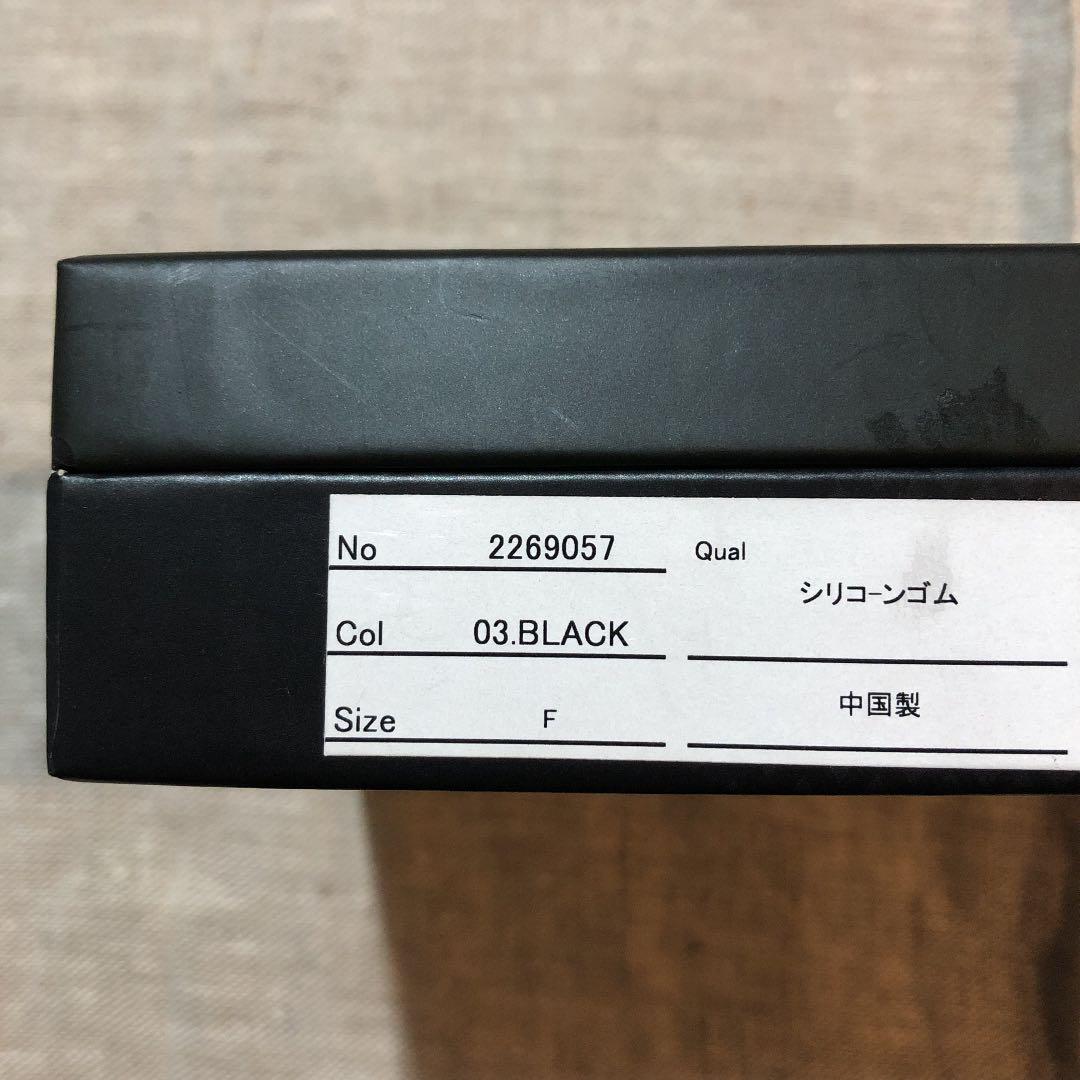 No 2269057
Col 03.BLACK
Size F
Qual
シリコーンゴム
中国製